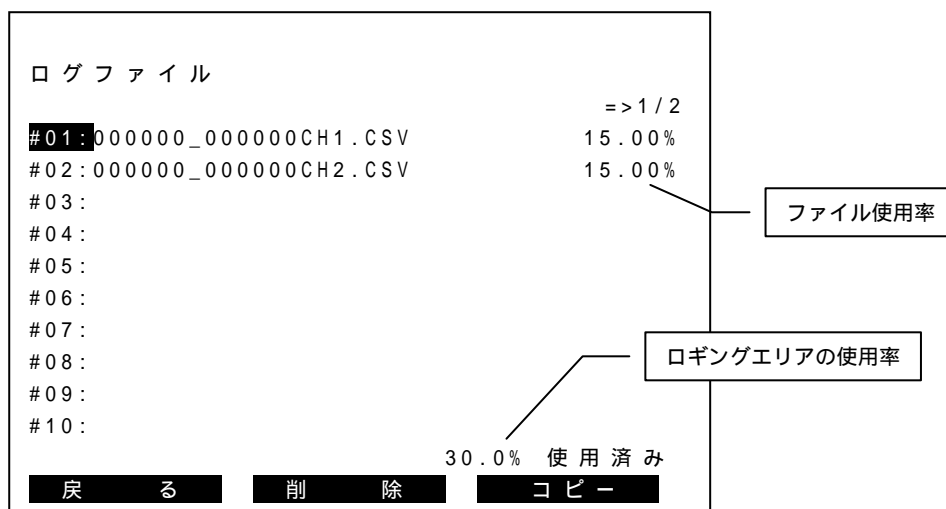 ログファイル
=>1/2
#01:000000_000000CH1.CSV 15.00%
#02:000000_000000CH2.CSV 15.00%
#03:
ファイル使用率
#04:
#05:
#06:
#07:
#08:
ロギングエリアの使用率
#09:
#10:
30.0% 使用済み
戻る 削除 コピー